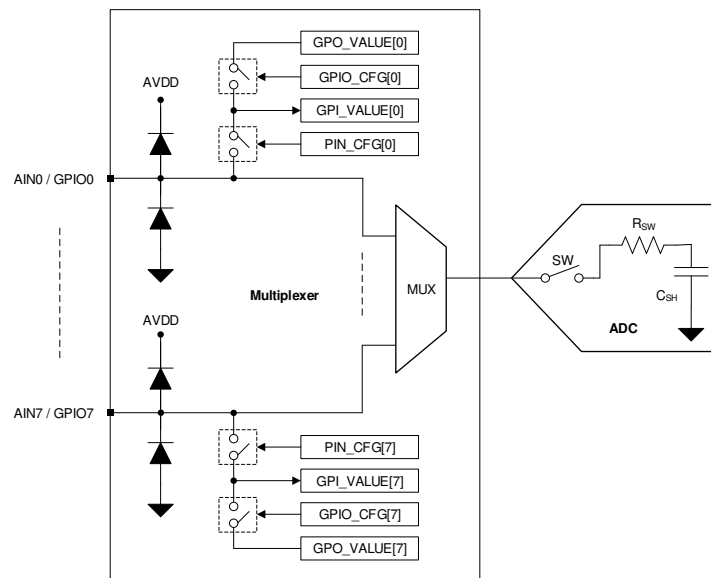 GPO_VALUE[0]
GPIO_CFG[0]
AVDD
GPI_VALUE[0]
PIN_CFG[0]
AIN0 / GPIO0
RSW
SW
MUX
CSH
Multiplexer
ADC
AVDD
AIN7 / GPIO7
PIN_CFG[7]
GPI_VALUE[7]
GPIO_CFG[7]
GPO_VALUE[7]